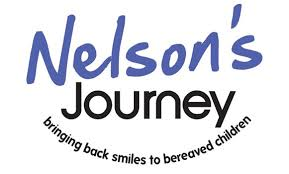 Nelson's
Journey
bringing back smiles to bereaved children